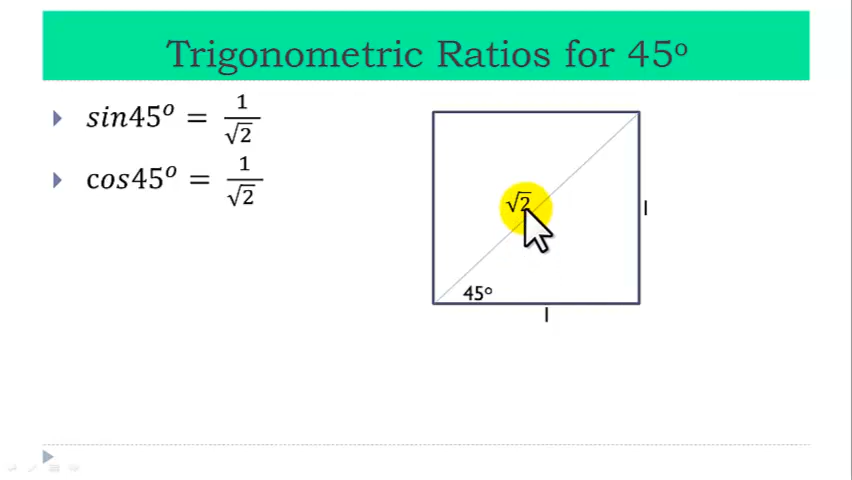 Trigonometric Ratios for 45°
sin45° = 1/√2
cos45° = 1/√2
√2
1
45°
1